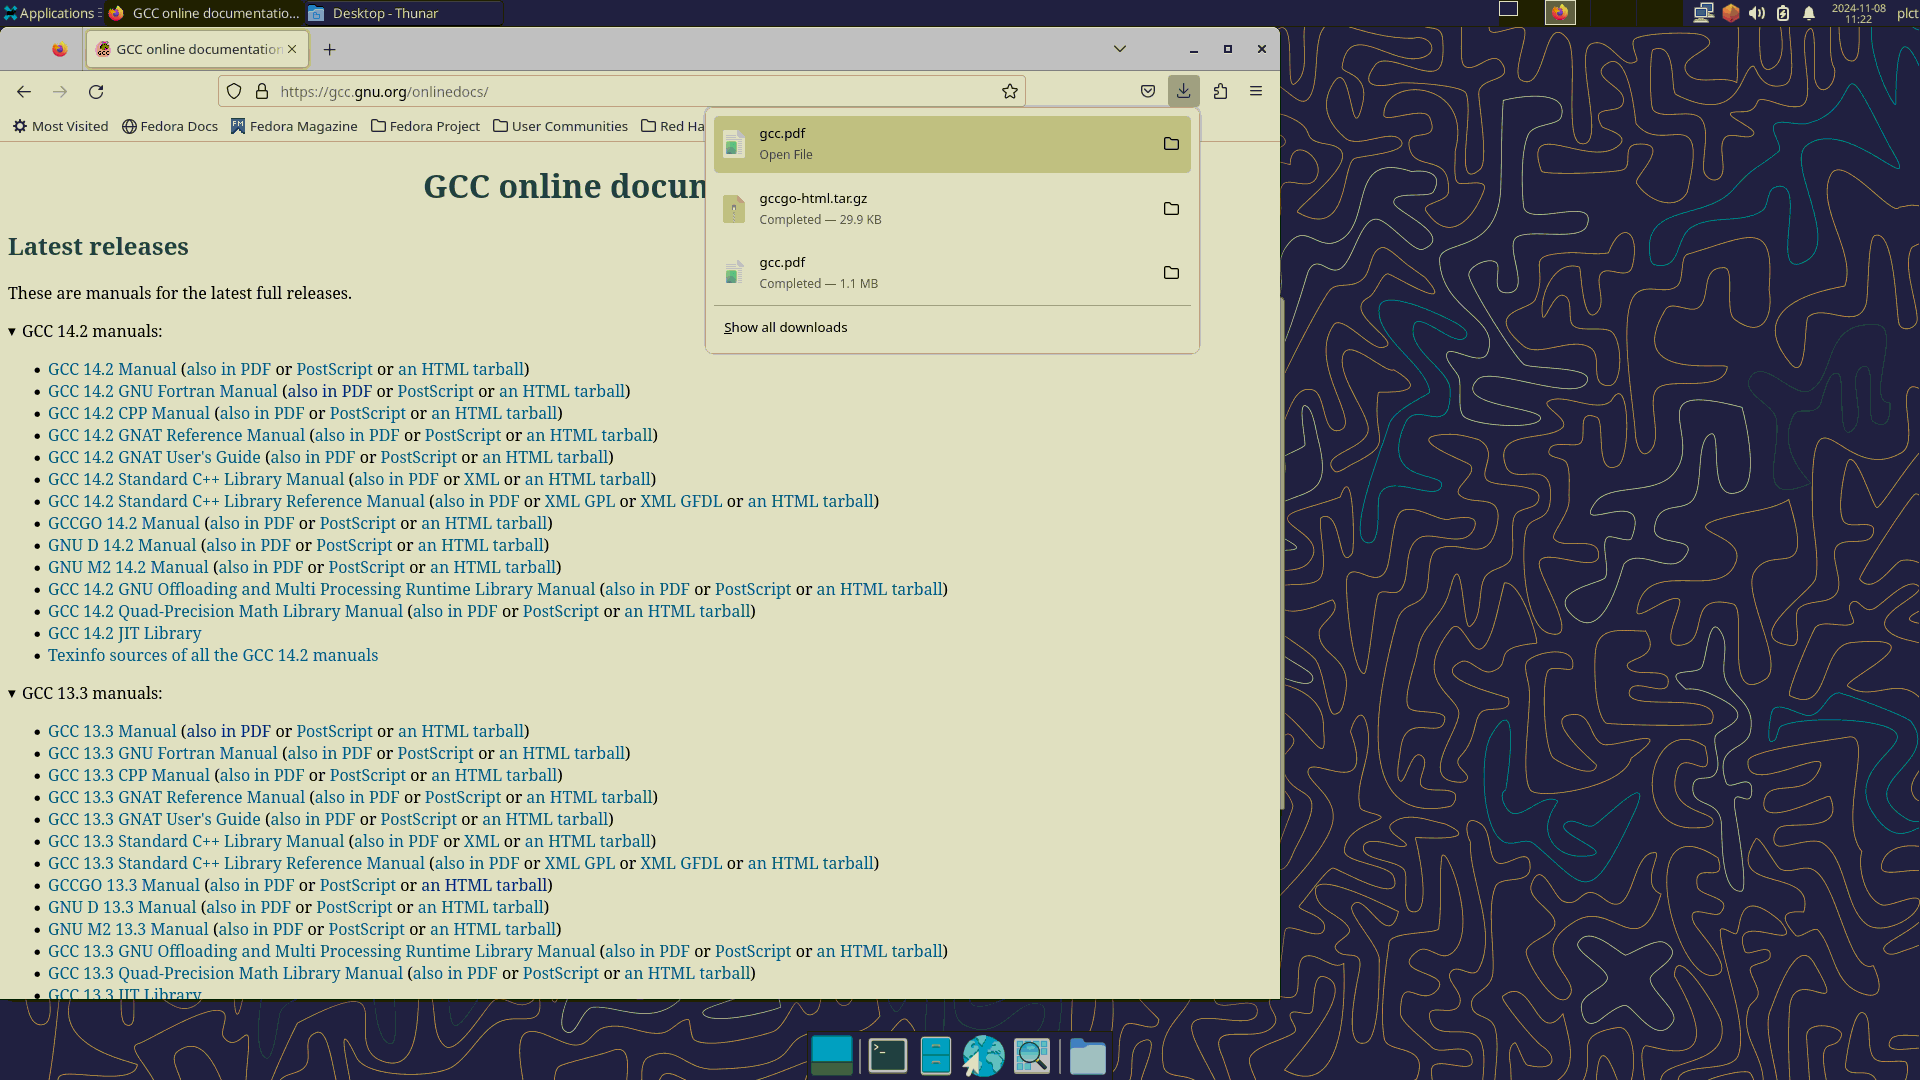 Applications
GCC online documentatio...
Desktop - Thunar
2024-11-08
11:22
plct
GCC online documentation
https://gcc.gnu.org/onlinedocs/
Most Visited
Fedora Docs
Fedora Magazine
Fedora Project
User Communities
Red Ha
gcc.pdf
Open File
gccgo-html.tar.gz
Completed — 29.9 KB
gcc.pdf
Completed — 1.1 MB
Show all downloads
GCC online docum
Latest releases
These are manuals for the latest full releases.
▾ GCC 14.2 manuals:
• GCC 14.2 Manual (also in PDF or PostScript or an HTML tarball)
• GCC 14.2 GNU Fortran Manual (also in PDF or PostScript or an HTML tarball)
• GCC 14.2 CPP Manual (also in PDF or PostScript or an HTML tarball)
• GCC 14.2 GNAT Reference Manual (also in PDF or PostScript or an HTML tarball)
• GCC 14.2 GNAT User's Guide (also in PDF or PostScript or an HTML tarball)
• GCC 14.2 Standard C++ Library Manual (also in PDF or XML or an HTML tarball)
• GCC 14.2 Standard C++ Library Reference Manual (also in PDF or XML GPL or XML GFDL or an HTML tarball)
• GCCGO 14.2 Manual (also in PDF or PostScript or an HTML tarball)
• GNU D 14.2 Manual (also in PDF or PostScript or an HTML tarball)
• GNU M2 14.2 Manual (also in PDF or PostScript or an HTML tarball)
• GCC 14.2 GNU Offloading and Multi Processing Runtime Library Manual (also in PDF or PostScript or an HTML tarball)
• GCC 14.2 Quad-Precision Math Library Manual (also in PDF or PostScript or an HTML tarball)
• GCC 14.2 JIT Library
• Texinfo sources of all the GCC 14.2 manuals
▾ GCC 13.3 manuals:
• GCC 13.3 Manual (also in PDF or PostScript or an HTML tarball)
• GCC 13.3 GNU Fortran Manual (also in PDF or PostScript or an HTML tarball)
• GCC 13.3 CPP Manual (also in PDF or PostScript or an HTML tarball)
• GCC 13.3 GNAT Reference Manual (also in PDF or PostScript or an HTML tarball)
• GCC 13.3 GNAT User's Guide (also in PDF or PostScript or an HTML tarball)
• GCC 13.3 Standard C++ Library Manual (also in PDF or XML or an HTML tarball)
• GCC 13.3 Standard C++ Library Reference Manual (also in PDF or XML GPL or XML GFDL or an HTML tarball)
• GCCGO 13.3 Manual (also in PDF or PostScript or an HTML tarball)
• GNU D 13.3 Manual (also in PDF or PostScript or an HTML tarball)
• GNU M2 13.3 Manual (also in PDF or PostScript or an HTML tarball)
• GCC 13.3 GNU Offloading and Multi Processing Runtime Library Manual (also in PDF or PostScript or an HTML tarball)
• GCC 13.3 Quad-Precision Math Library Manual (also in PDF or PostScript or an HTML tarball)
• GCC 13.3 JIT Library